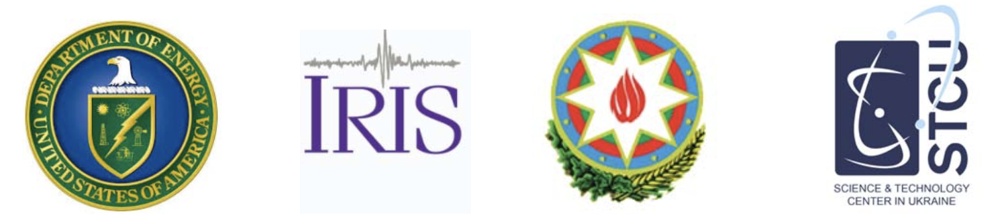 DEPARTMENT OF ENERGY
UNITED STATES OF AMERICA
IRIS
STCU
SCIENCE & TECHNOLOGY
CENTER IN UKRAINE